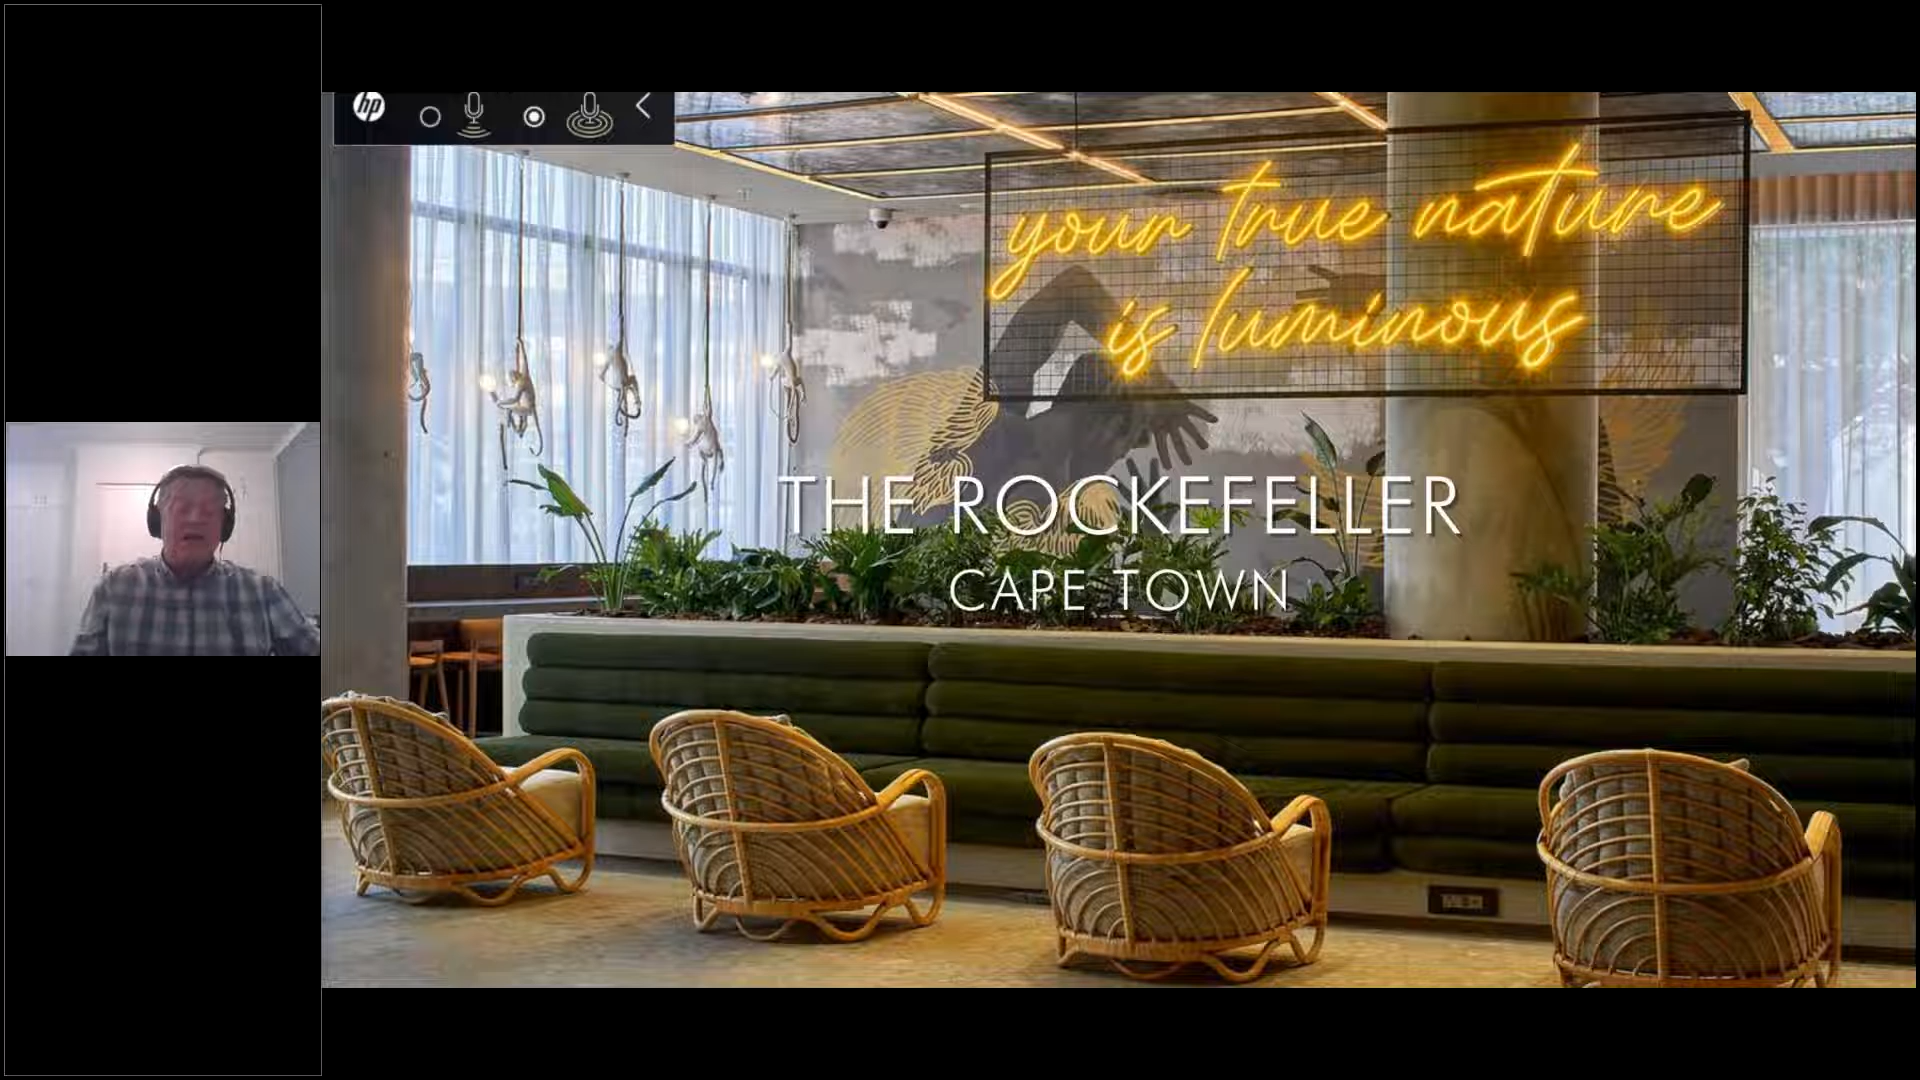 hp
your true nature
is luminous
THE ROCKEFELLER
CAPE TOWN